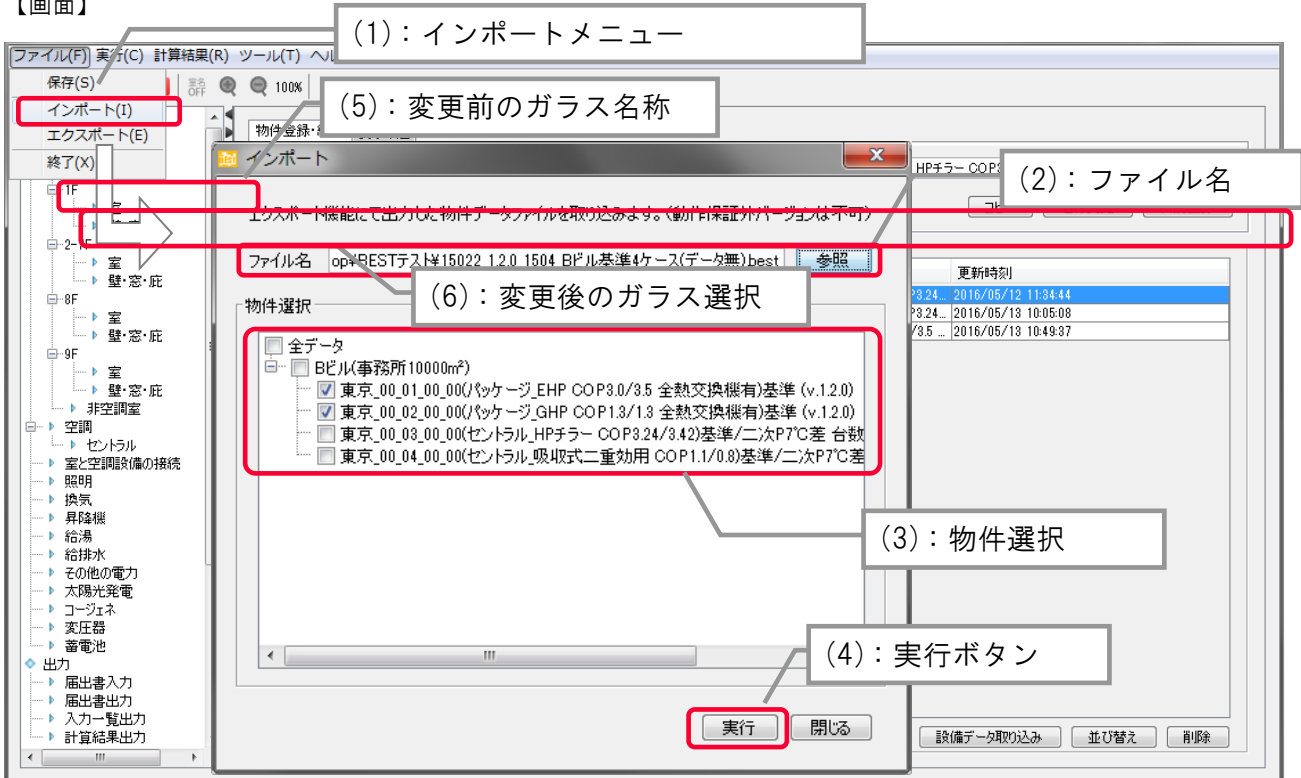 【画面】
(1)：インポートメニュー
ファイル(F) 実行(C) 計算結果(R) ツール(T)
保存(S)
100%
インポート(I)
(5)：変更前のガラス名称
エクスポート(E)
終了(X)
インポート
HPチラー
(2)：ファイル名
1F
室
エクスポート機能にて出力した物件データファイルを取り込みます。(動作保証外バージョンは不可)
ファイル名 op¥BESTテスト¥15022_1.2.0_1504_Bビル基準4ケース(データ無).best 参照
室
壁・窓・庇
(6)：変更後のガラス選択
更新時刻
P3.24... 2016/05/12 11:34:44
P3.24... 2016/05/13 10:05:08
/3.5 ... 2016/05/13 10:49:37
8F
室
壁・窓・庇
9F
室
壁・窓・庇
非空調室
物件選択
全データ
Bビル(事務所10000㎡)
東京_00_01_00_00(パッケージ_EHP COP3.0/3.5 全熱交換機有)基準 (v.1.2.0)
東京_00_02_00_00(パッケージ_GHP COP1.3/1.3 全熱交換機有)基準 (v.1.2.0)
東京_00_03_00_00(セントラル_HPチラー COP3.24/3.42)基準/二次P7℃差 台数
東京_00_04_00_00(セントラル_吸収式二重効用 COP1.1/0.8)基準/二次P7℃差
空調
セントラル
室と空調設備の接続
照明
換気
昇降機
給湯
給排水
その他の電力
太陽光発電
コージェネ
変圧器
蓄電池
(3)：物件選択
(4)：実行ボタン
出力
届出書入力
届出書出力
入力一覧出力
計算結果出力
実行 閉じる
設備データ取り込み 並び替え 削除